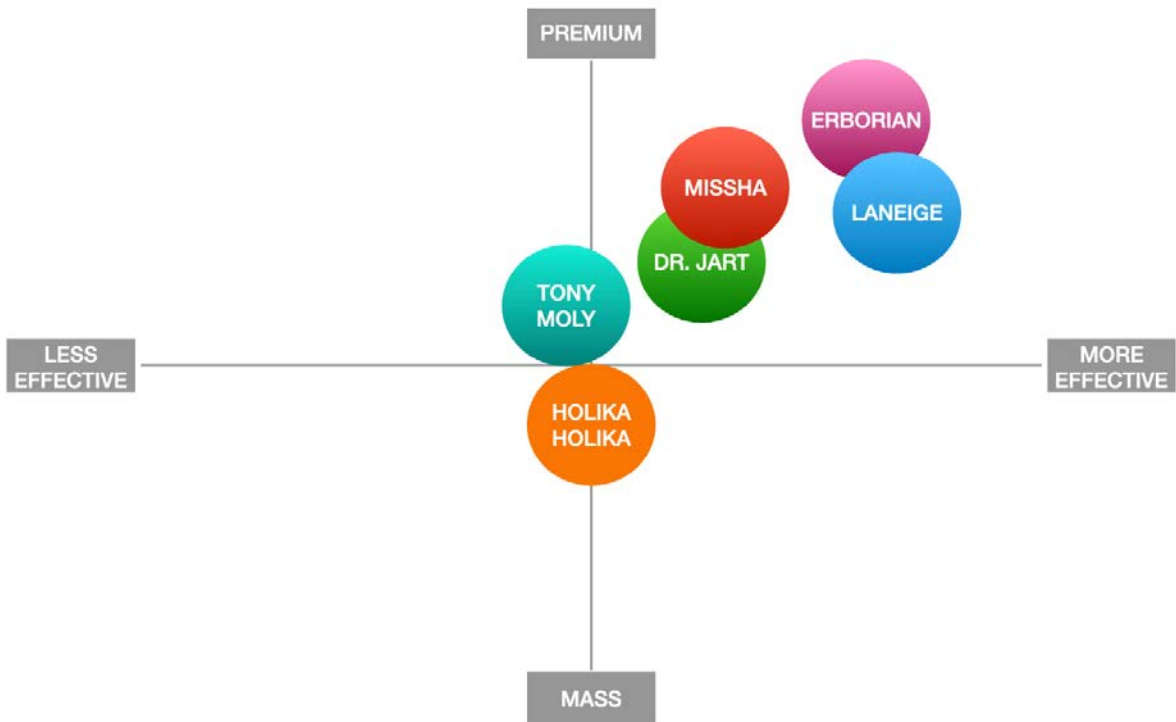 PREMIUM
ERBORIAN
MISSHA
LANEIGE
DR. JART
TONY
MOLY
LESS
EFFECTIVE
MORE
EFFECTIVE
HOLIKA
HOLIKA
MASS